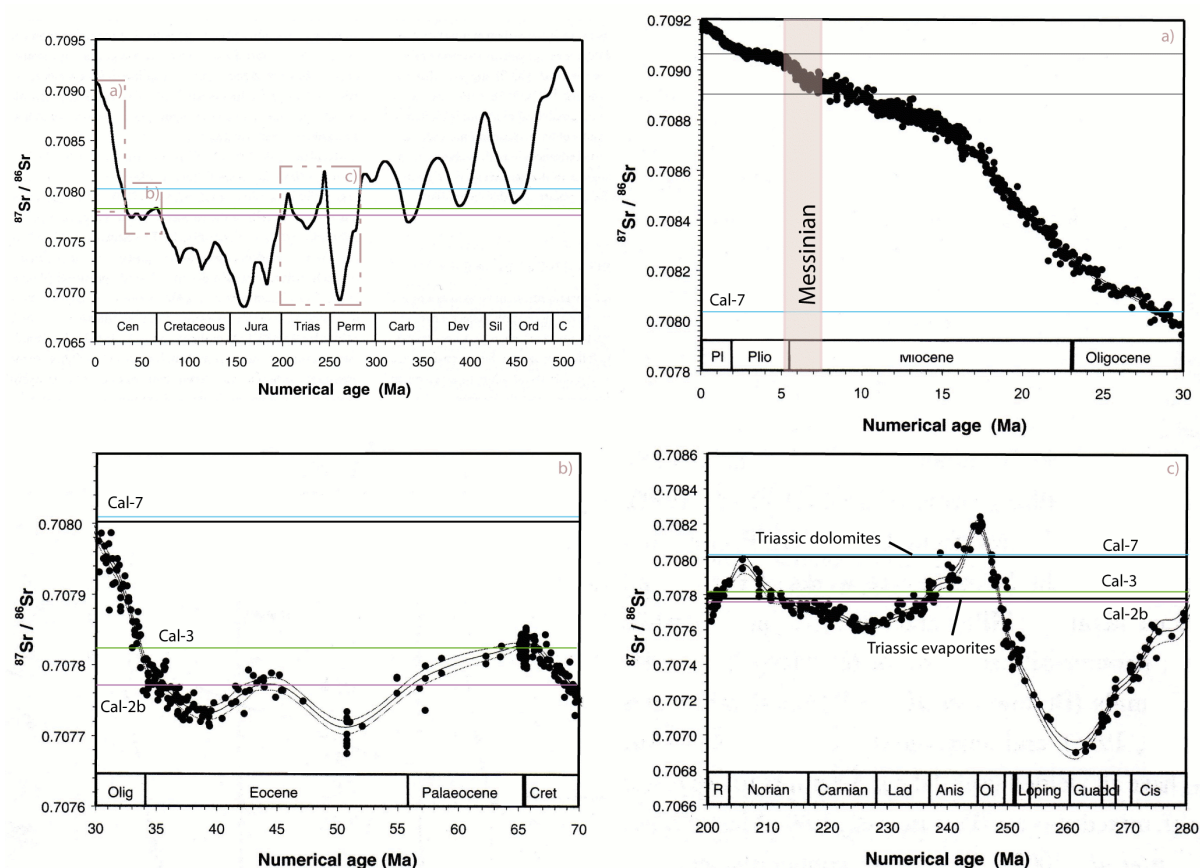 ⁸⁷Sr / ⁸⁶Sr
0.7095
0.7090
0.7085
0.7080
0.7075
0.7070
0.7065
a)
b)
c)
Cen Cretaceous Jura Trias Perm Carb Dev Sil Ord C
0 50 100 150 200 250 300 350 400 450 500
Numerical age (Ma)
⁸⁷Sr / ⁸⁶Sr
0.7092
0.7090
0.7088
0.7086
0.7084
0.7082
0.7080
0.7078
a)
Messinian
Cal-7
Pl Plio Miocene Oligocene
0 5 10 15 20 25 30
Numerical age (Ma)
⁸⁷Sr / ⁸⁶Sr
0.7080
0.7079
0.7078
0.7077
0.7076
b)
Cal-7
Cal-3
Cal-2b
Olig Eocene Palaeocene Cret
30 35 40 45 50 55 60 65 70
Numerical age (Ma)
⁸⁷Sr / ⁸⁶Sr
0.7086
0.7084
0.7082
0.7080
0.7078
0.7076
0.7074
0.7072
0.7070
0.7068
0.7066
c)
Triassic dolomites
Cal-7
Cal-3
Cal-2b
Triassic evaporites
R Norian Carnian Lad Anis Ol Loping Guadol Cis
200 210 220 230 240 250 260 270 280
Numerical age (Ma)